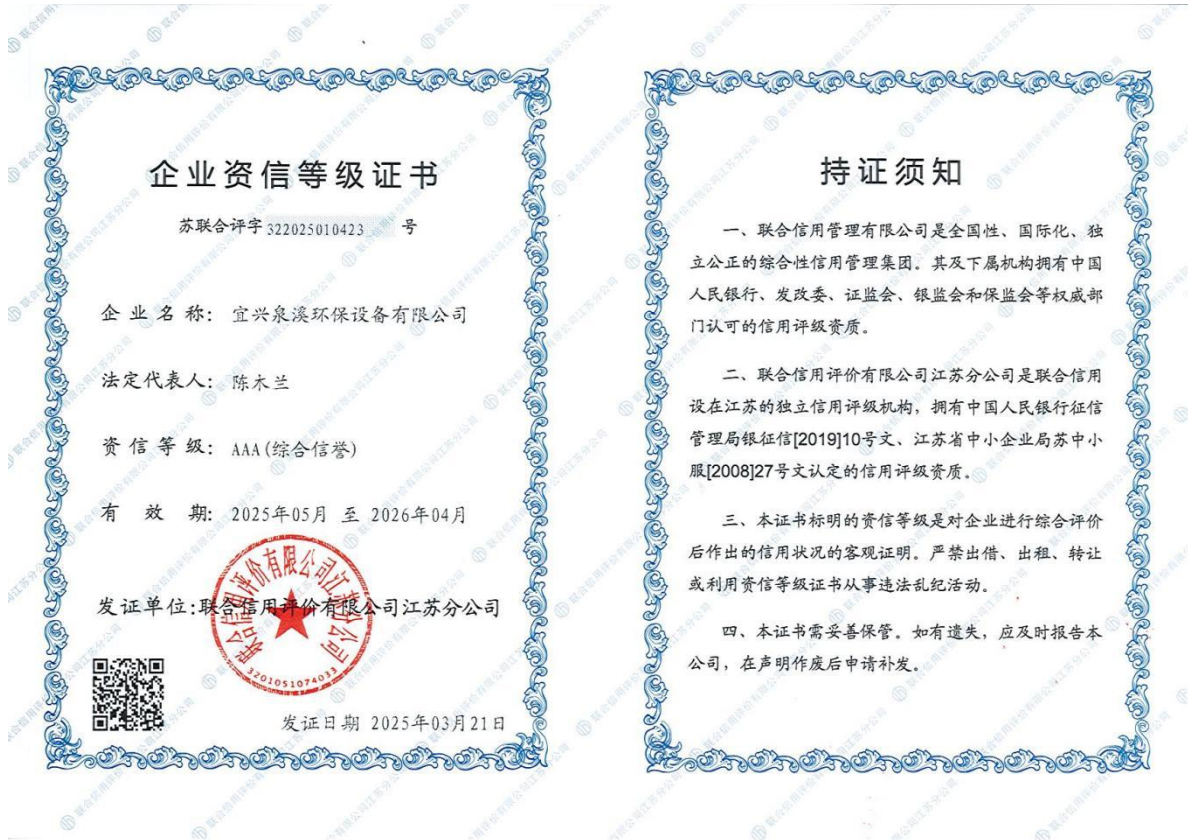 企业资信等级证书
苏联合评字 322025010423 号
企业名称：宜兴泉溪环保设备有限公司
法定代表人：陈木兰
资信等级：AAA(综合信誉)
有效期：2025年05月 至 2026年04月
发证单位:联合信用评价有限公司江苏分公司
联合信用评价有限公司江苏分公司
3201051074033
发证日期 2025年03月21日
持证须知
一、联合信用管理有限公司是全国性、国际化、独
立公正的综合性信用管理集团。其及下属机构拥有中国
人民银行、发改委、证监会、银监会和保监会等权威部
门认可的信用评级资质。
二、联合信用评价有限公司江苏分公司是联合信用
设在江苏的独立信用评级机构，拥有中国人民银行征信
管理局银征信[2019]10号文、江苏省中小企业局苏中小
服[2008]27号文认定的信用评级资质。
三、本证书标明的资信等级是对企业进行综合评价
后作出的信用状况的客观证明。严禁出借、出租、转让
或利用资信等级证书从事违法乱纪活动。
四、本证书需妥善保管。如有遗失，应及时报告本
公司，在声明作废后申请补发。